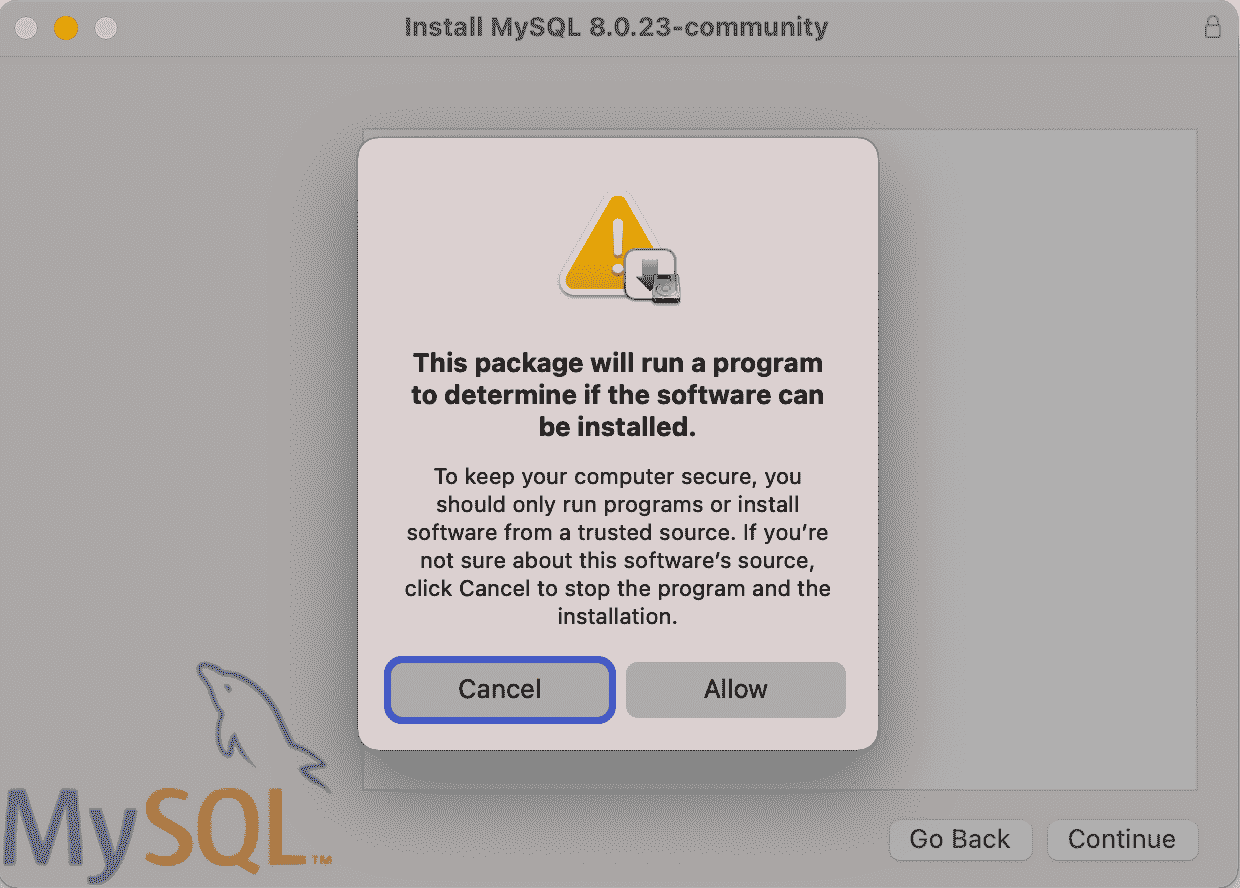 Install MySQL 8.0.23-community
This package will run a program
to determine if the software can
be installed.
To keep your computer secure, you
should only run programs or install
software from a trusted source. If you’re
not sure about this software’s source,
click Cancel to stop the program and the
installation.
Cancel Allow
MySQL™
Go Back Continue